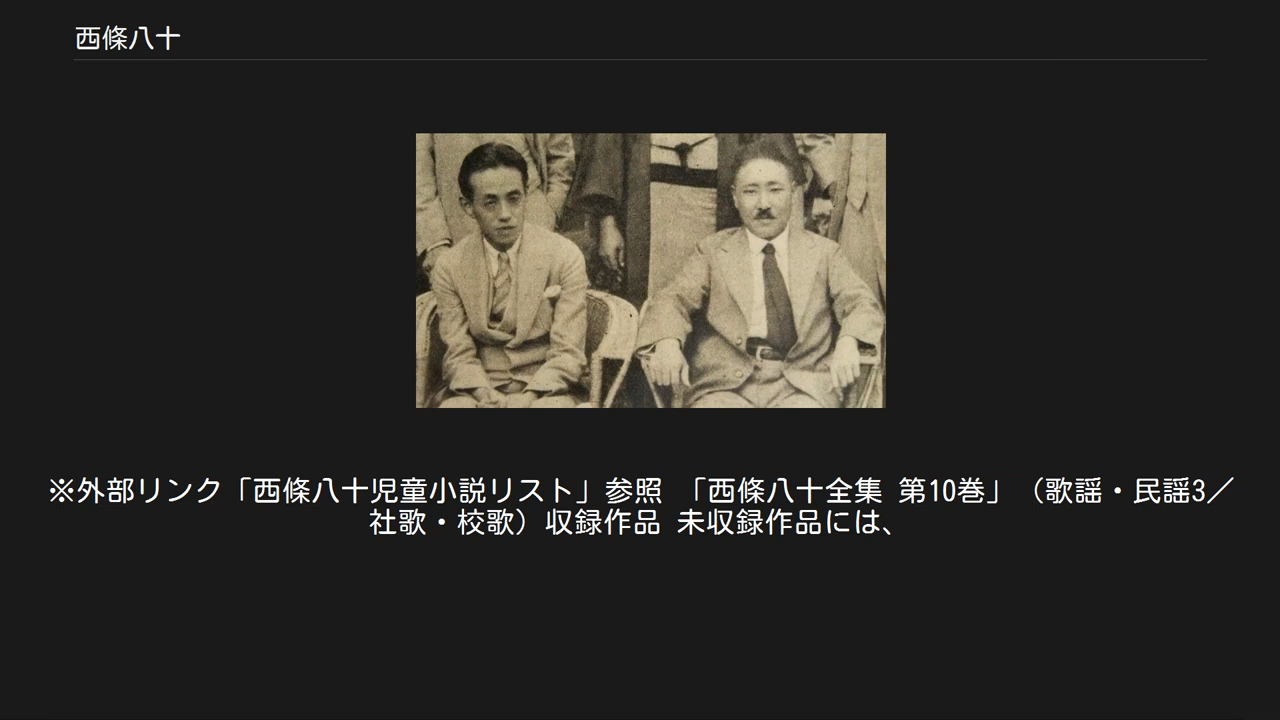 西條八十
※外部リンク「西條八十児童小説リスト」参照 「西條八十全集 第10巻」（歌謡・民謡3／
社歌・校歌）収録作品 未収録作品には、